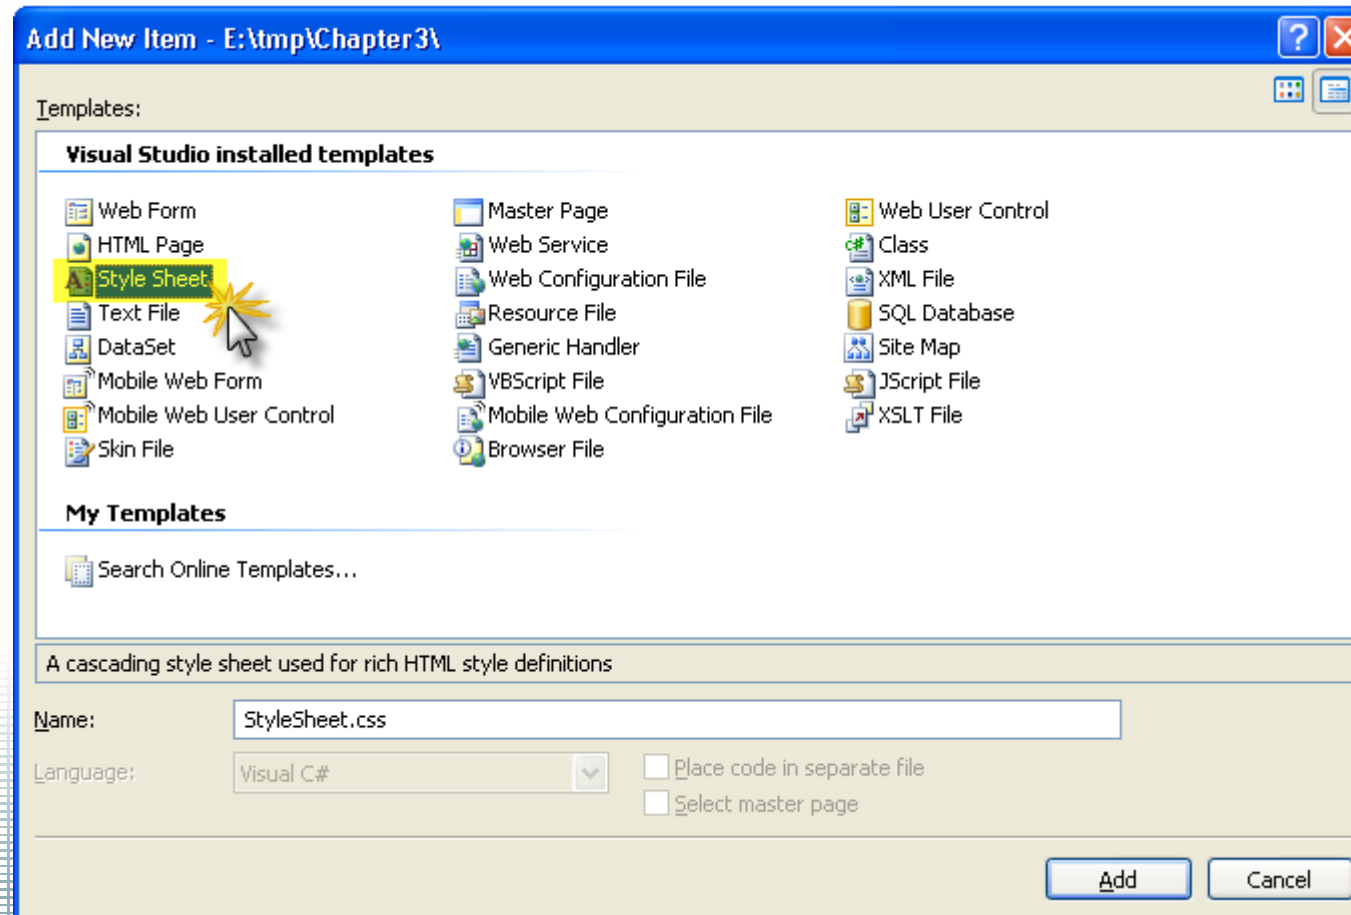 Add New Item - E:\tmp\Chapter3\
Templates:
Visual Studio installed templates
Web Form
Master Page
Web User Control
HTML Page
Web Service
Class
Style Sheet
Web Configuration File
XML File
Text File
Resource File
SQL Database
DataSet
Generic Handler
Site Map
Mobile Web Form
VBScript File
JScript File
Mobile Web User Control
Mobile Web Configuration File
XSLT File
Skin File
Browser File
My Templates
Search Online Templates...
A cascading style sheet used for rich HTML style definitions
Name:
StyleSheet.css
Language:
Visual C#
Place code in separate file
Select master page
Add
Cancel